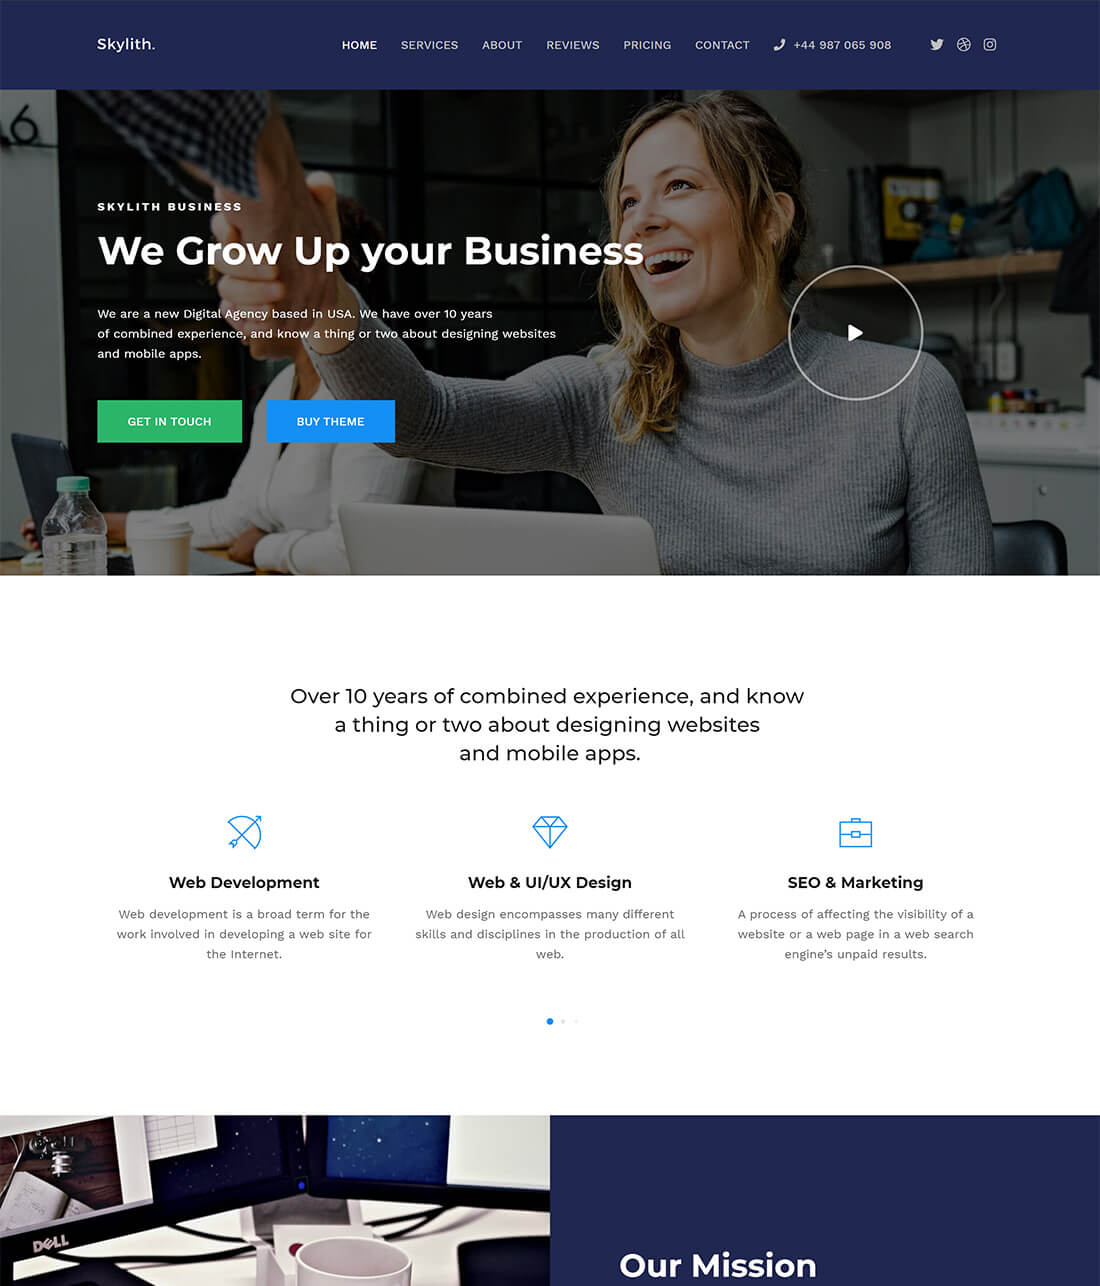 Skylith.
HOME SERVICES ABOUT REVIEWS PRICING CONTACT +44 987 065 908
6
SKYLITH BUSINESS
We Grow Up your Business
We are a new Digital Agency based in USA. We have over 10 years
of combined experience, and know a thing or two about designing websites
and mobile apps.
GET IN TOUCH BUY THEME
Over 10 years of combined experience, and know
a thing or two about designing websites
and mobile apps.
Web Development
Web development is a broad term for the
work involved in developing a web site for
the Internet.
Web & UI/UX Design
Web design encompasses many different
skills and disciplines in the production of all
web.
SEO & Marketing
A process of affecting the visibility of a
website or a web page in a web search
engine’s unpaid results.
DELL
Our Mission